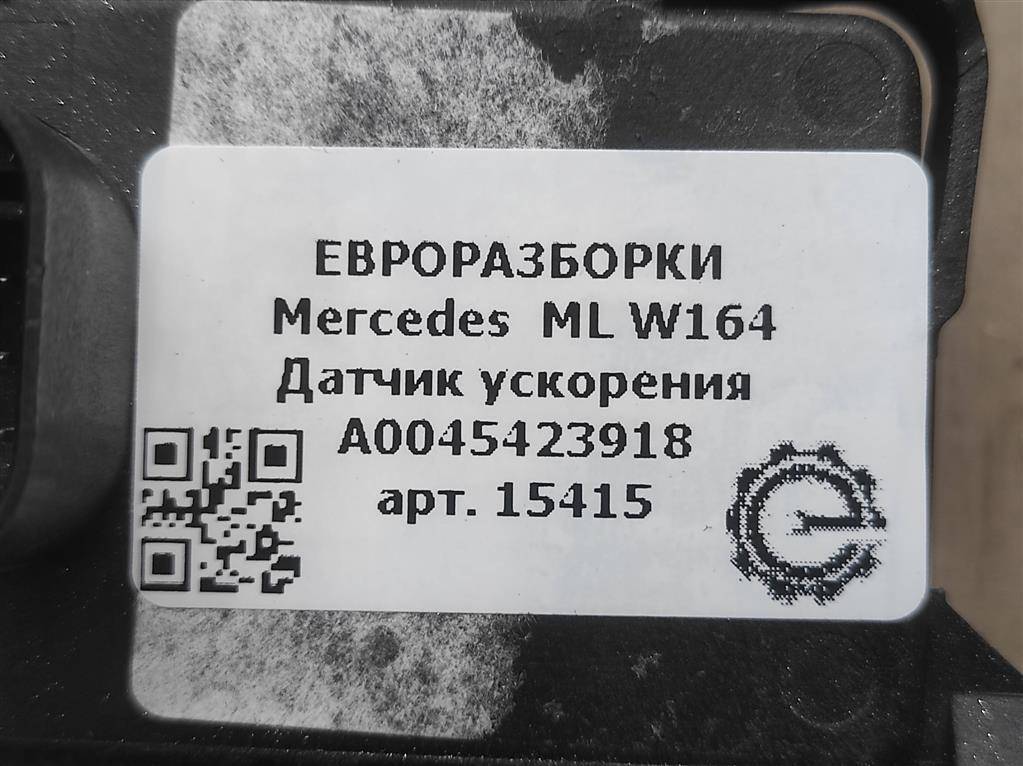 ЕВРОРАЗБОРКИ
Mercedes ML W164
Датчик ускорения
A0045423918
арт. 15415